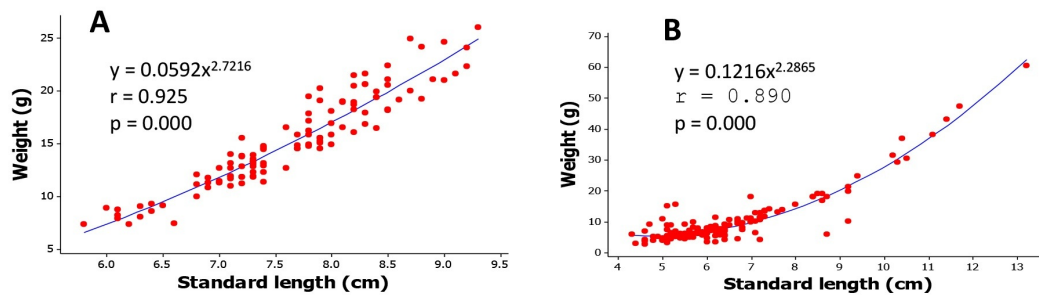 A
y = 0.0592x^2.7216
r = 0.925
p = 0.000
Weight (g)
25
20
15
10
5
6.0 6.5 7.0 7.5 8.0 8.5 9.0 9.5
Standard length (cm)
B
y = 0.1216x^2.2865
r = 0.890
p = 0.000
Weight (g)
70
60
50
40
30
20
10
0
4 5 6 7 8 9 10 11 12 13
Standard length (cm)